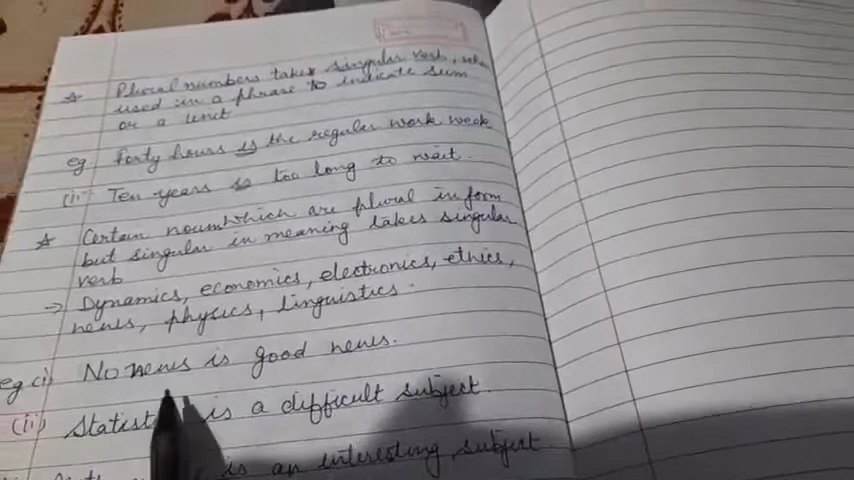 ☆ Plural numbers takes singular verb, when
used in a phrase to indicate sum
or a unit
eg Forty hours is the regular work week
(ii) Ten years is too long to wait.
☆ Certain noun which are plural in form
but singular in meaning takes singular
verb
→ Dynamics, economics, electronics, ethics,
news, physics, linguistics.
eg (i) No news is good news.
(ii) Statist is a difficult subject.
is an interesting subject